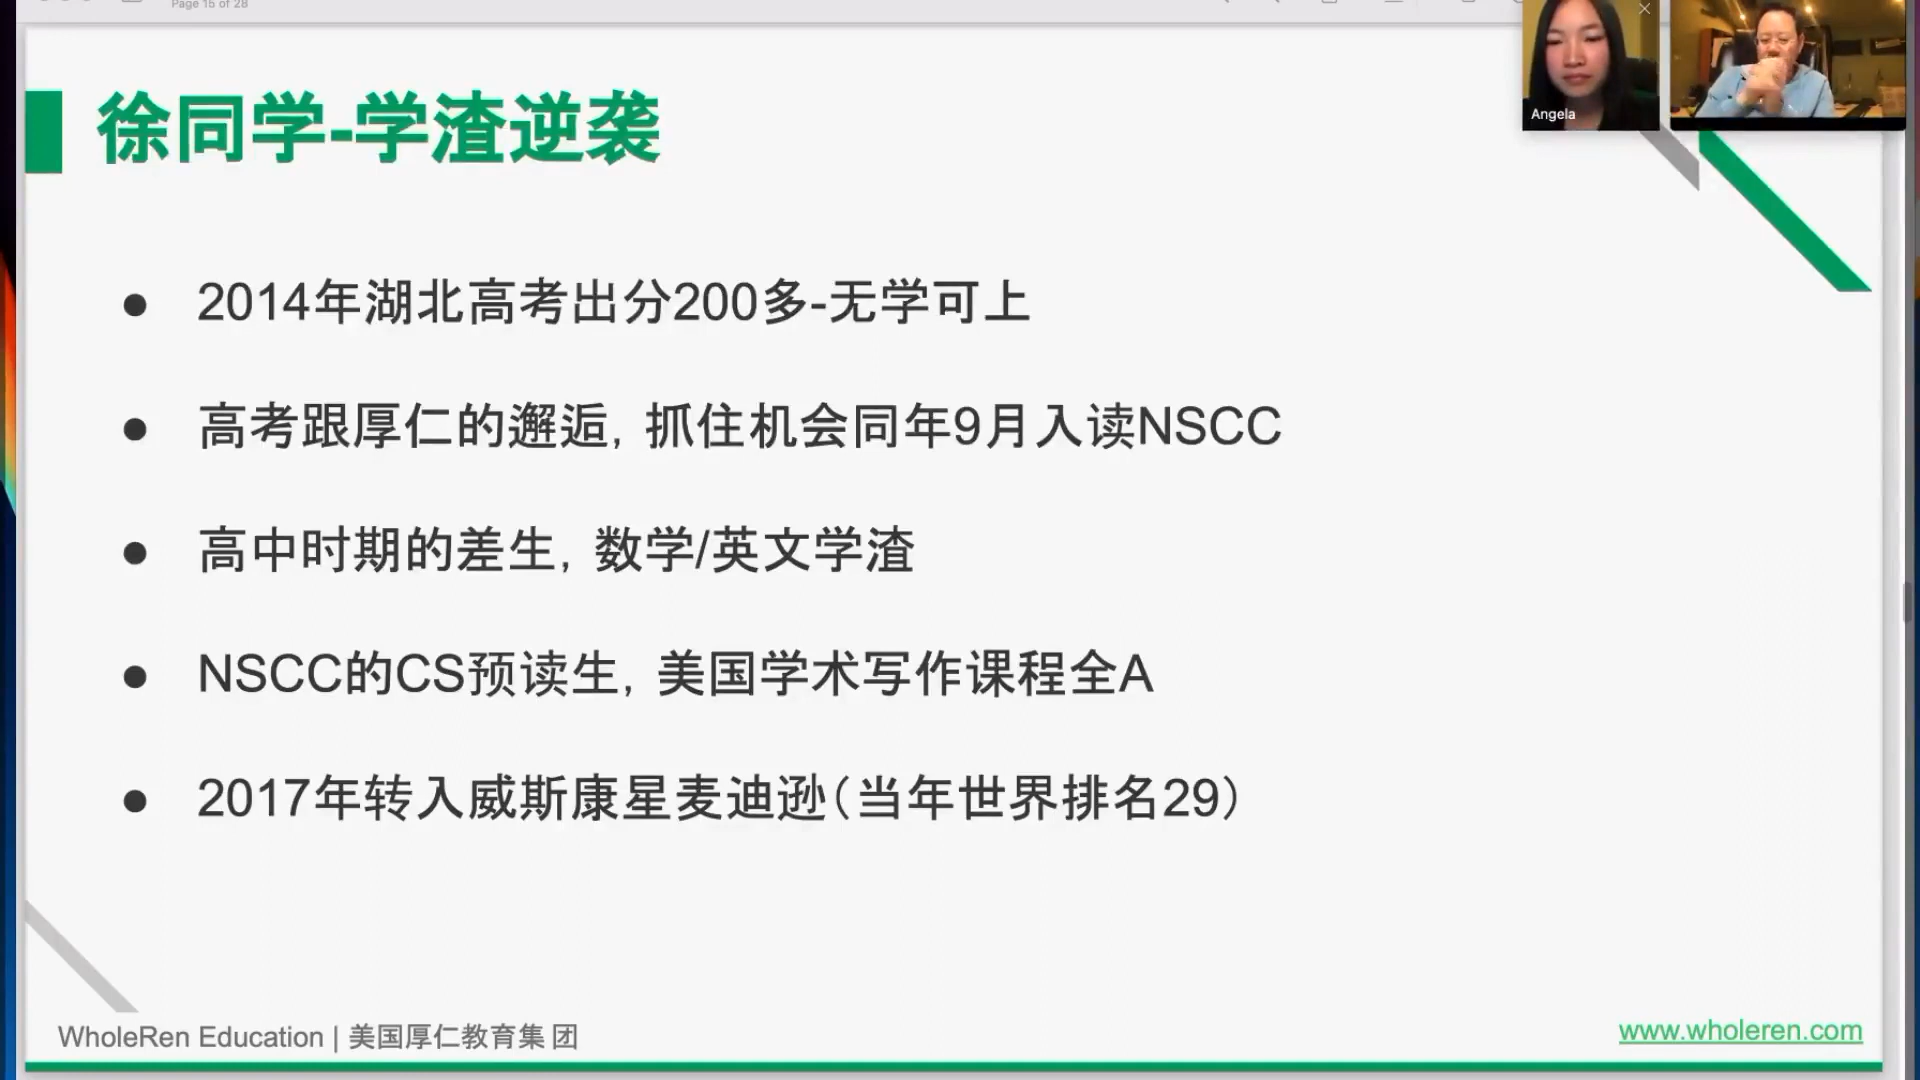 Page 15 of 28
Angela
徐同学-学渣逆袭
● 2014年湖北高考出分200多-无学可上
● 高考跟厚仁的邂逅，抓住机会同年9月入读NSCC
● 高中时期的差生，数学/英文学渣
● NSCC的CS预读生，美国学术写作课程全A
● 2017年转入威斯康星麦迪逊（当年世界排名29）
WholeRen Education | 美国厚仁教育集团
www.wholeren.com